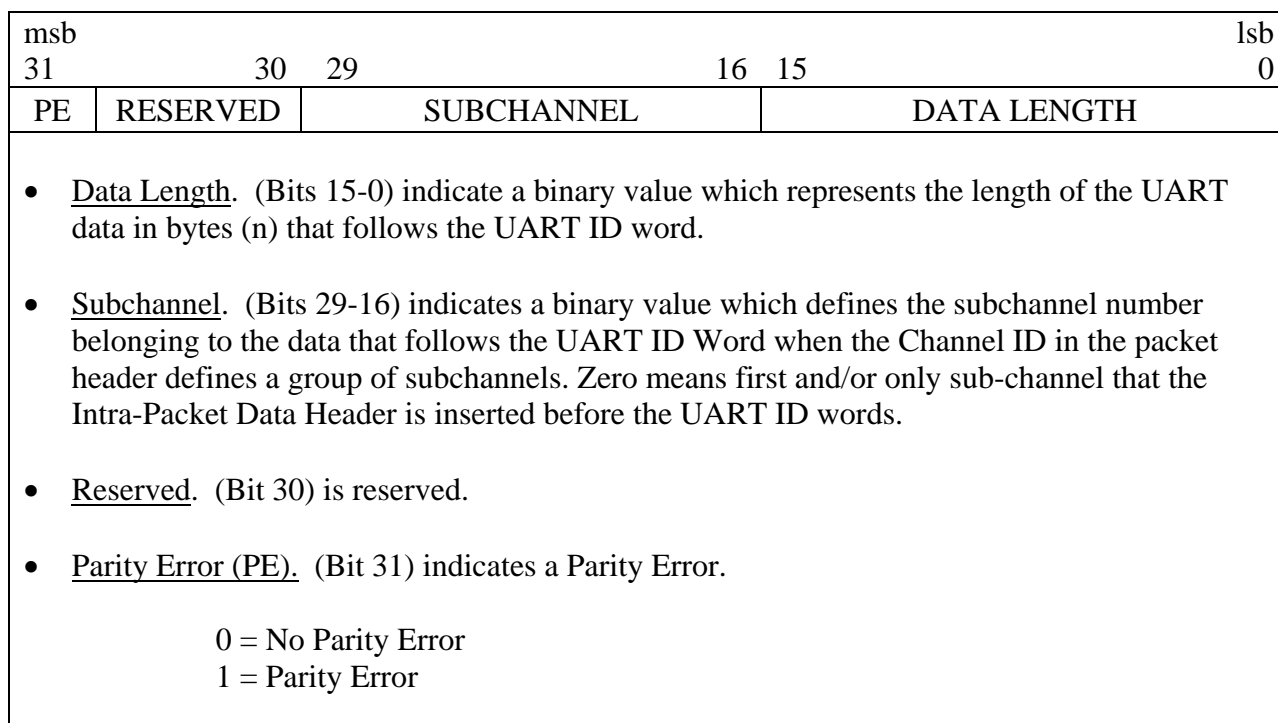 msb lsb
31 30 29 16 15 0
PE RESERVED SUBCHANNEL DATA LENGTH
• Data Length. (Bits 15-0) indicate a binary value which represents the length of the UART
data in bytes (n) that follows the UART ID word.
• Subchannel. (Bits 29-16) indicates a binary value which defines the subchannel number
belonging to the data that follows the UART ID Word when the Channel ID in the packet
header defines a group of subchannels. Zero means first and/or only sub-channel that the
Intra-Packet Data Header is inserted before the UART ID words.
• Reserved. (Bit 30) is reserved.
• Parity Error (PE). (Bit 31) indicates a Parity Error.
0 = No Parity Error
1 = Parity Error